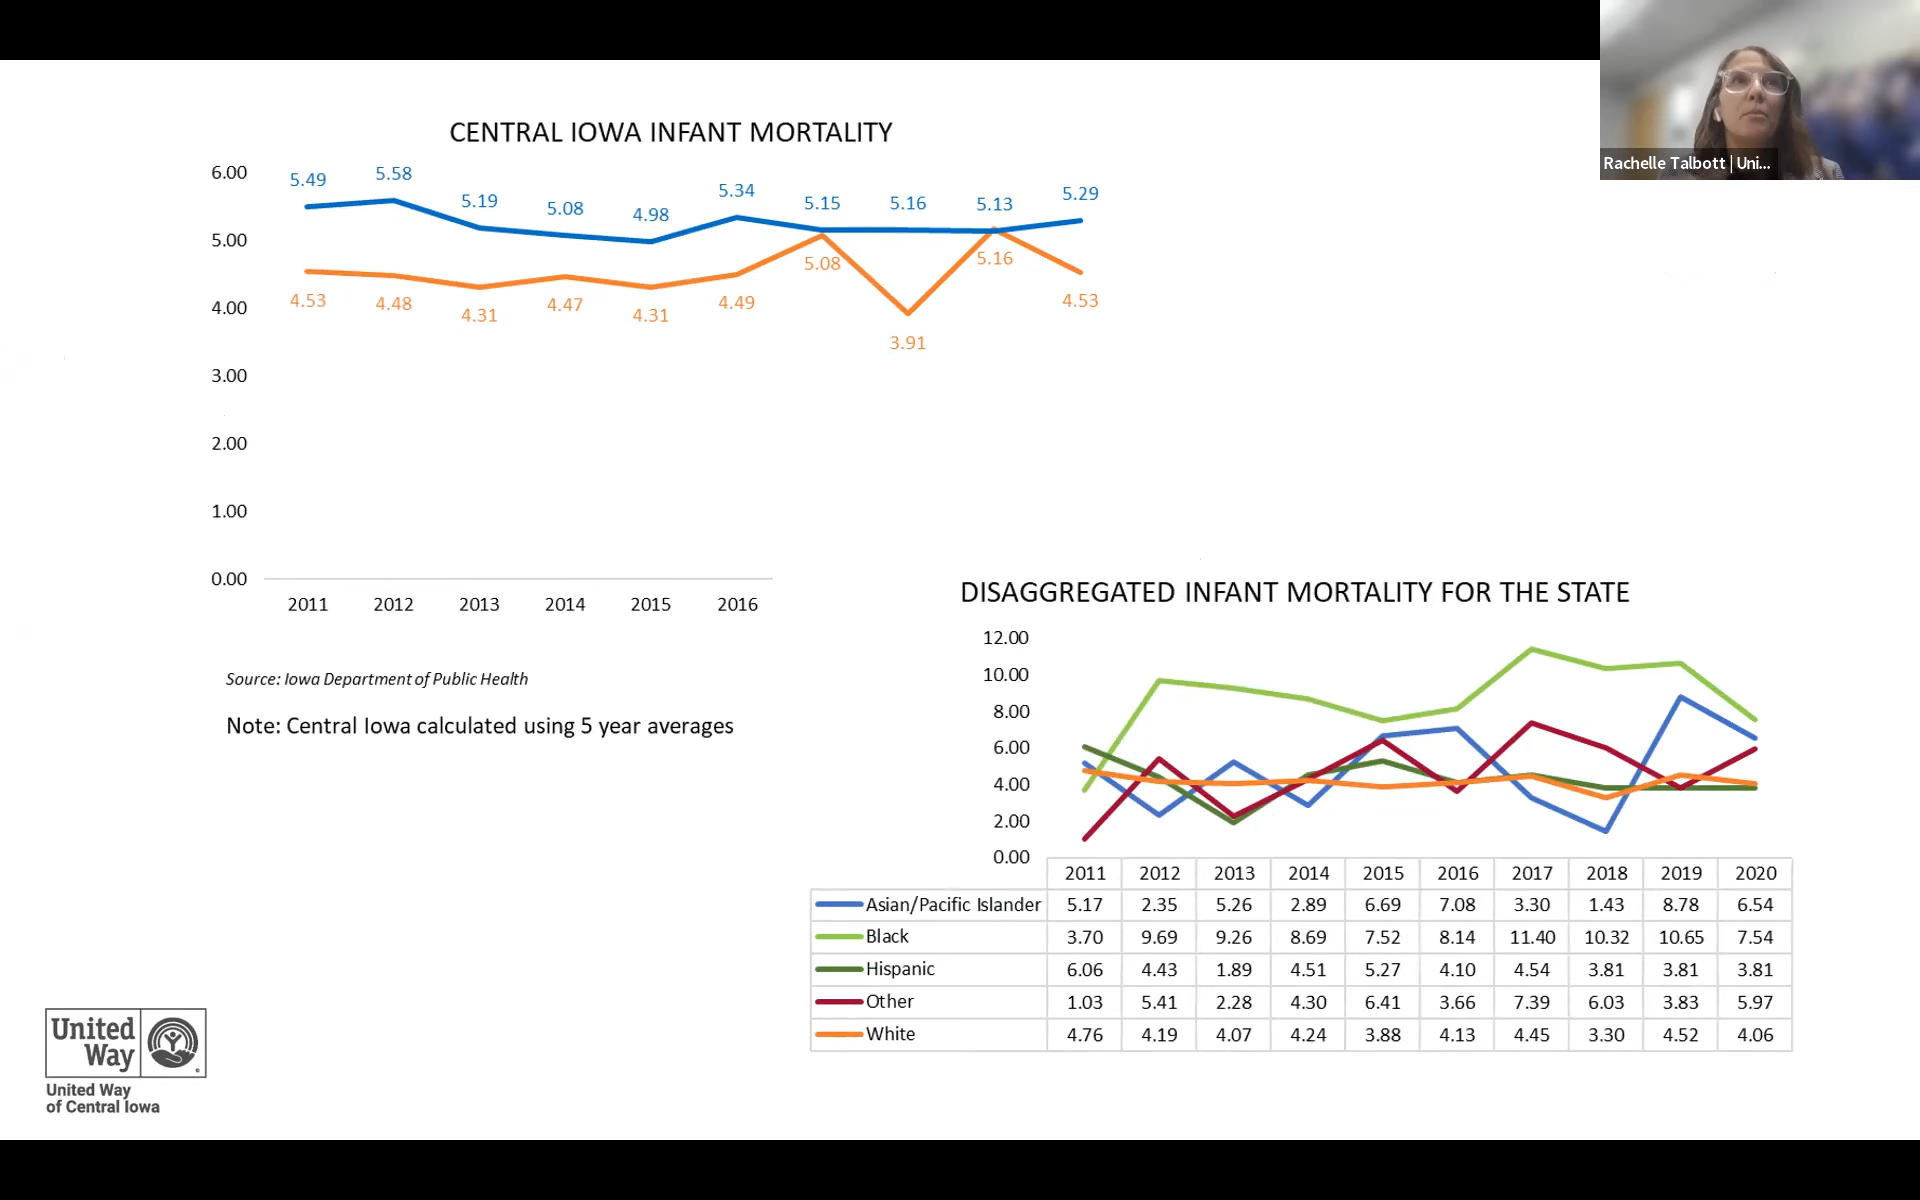 Rachelle Talbott | Uni...
CENTRAL IOWA INFANT MORTALITY
6.00
5.00
4.00
3.00
2.00
1.00
0.00
5.49 5.58 5.19 5.08 4.98 5.34 5.15 5.16 5.13 5.29
4.53 4.48 4.31 4.47 4.31 4.49 5.08 3.91 5.16 4.53
2011 2012 2013 2014 2015 2016
Source: Iowa Department of Public Health
Note: Central Iowa calculated using 5 year averages
DISAGGREGATED INFANT MORTALITY FOR THE STATE
12.00
10.00
8.00
6.00
4.00
2.00
0.00
2011 2012 2013 2014 2015 2016 2017 2018 2019 2020
Asian/Pacific Islander 5.17 2.35 5.26 2.89 6.69 7.08 3.30 1.43 8.78 6.54
Black 3.70 9.69 9.26 8.69 7.52 8.14 11.40 10.32 10.65 7.54
Hispanic 6.06 4.43 1.89 4.51 5.27 4.10 4.54 3.81 3.81 3.81
Other 1.03 5.41 2.28 4.30 6.41 3.66 7.39 6.03 3.83 5.97
White 4.76 4.19 4.07 4.24 3.88 4.13 4.45 3.30 4.52 4.06
United
Way
United Way
of Central Iowa